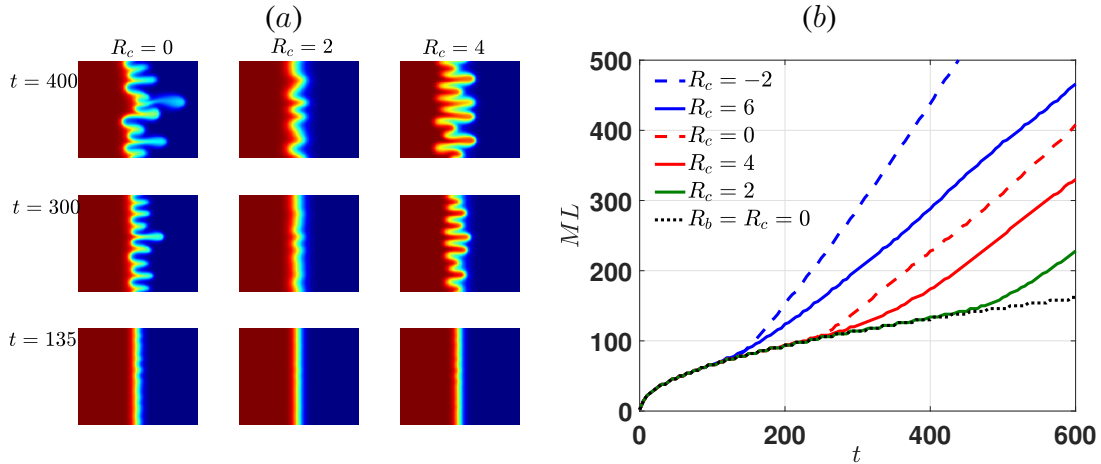 (a)
R_c = 0 R_c = 2 R_c = 4
t = 400
t = 300
t = 135
(b)
500
400
300
200
100
0
ML
R_c = −2
R_c = 6
R_c = 0
R_c = 4
R_c = 2
R_b = R_c = 0
0 200 400 600
t